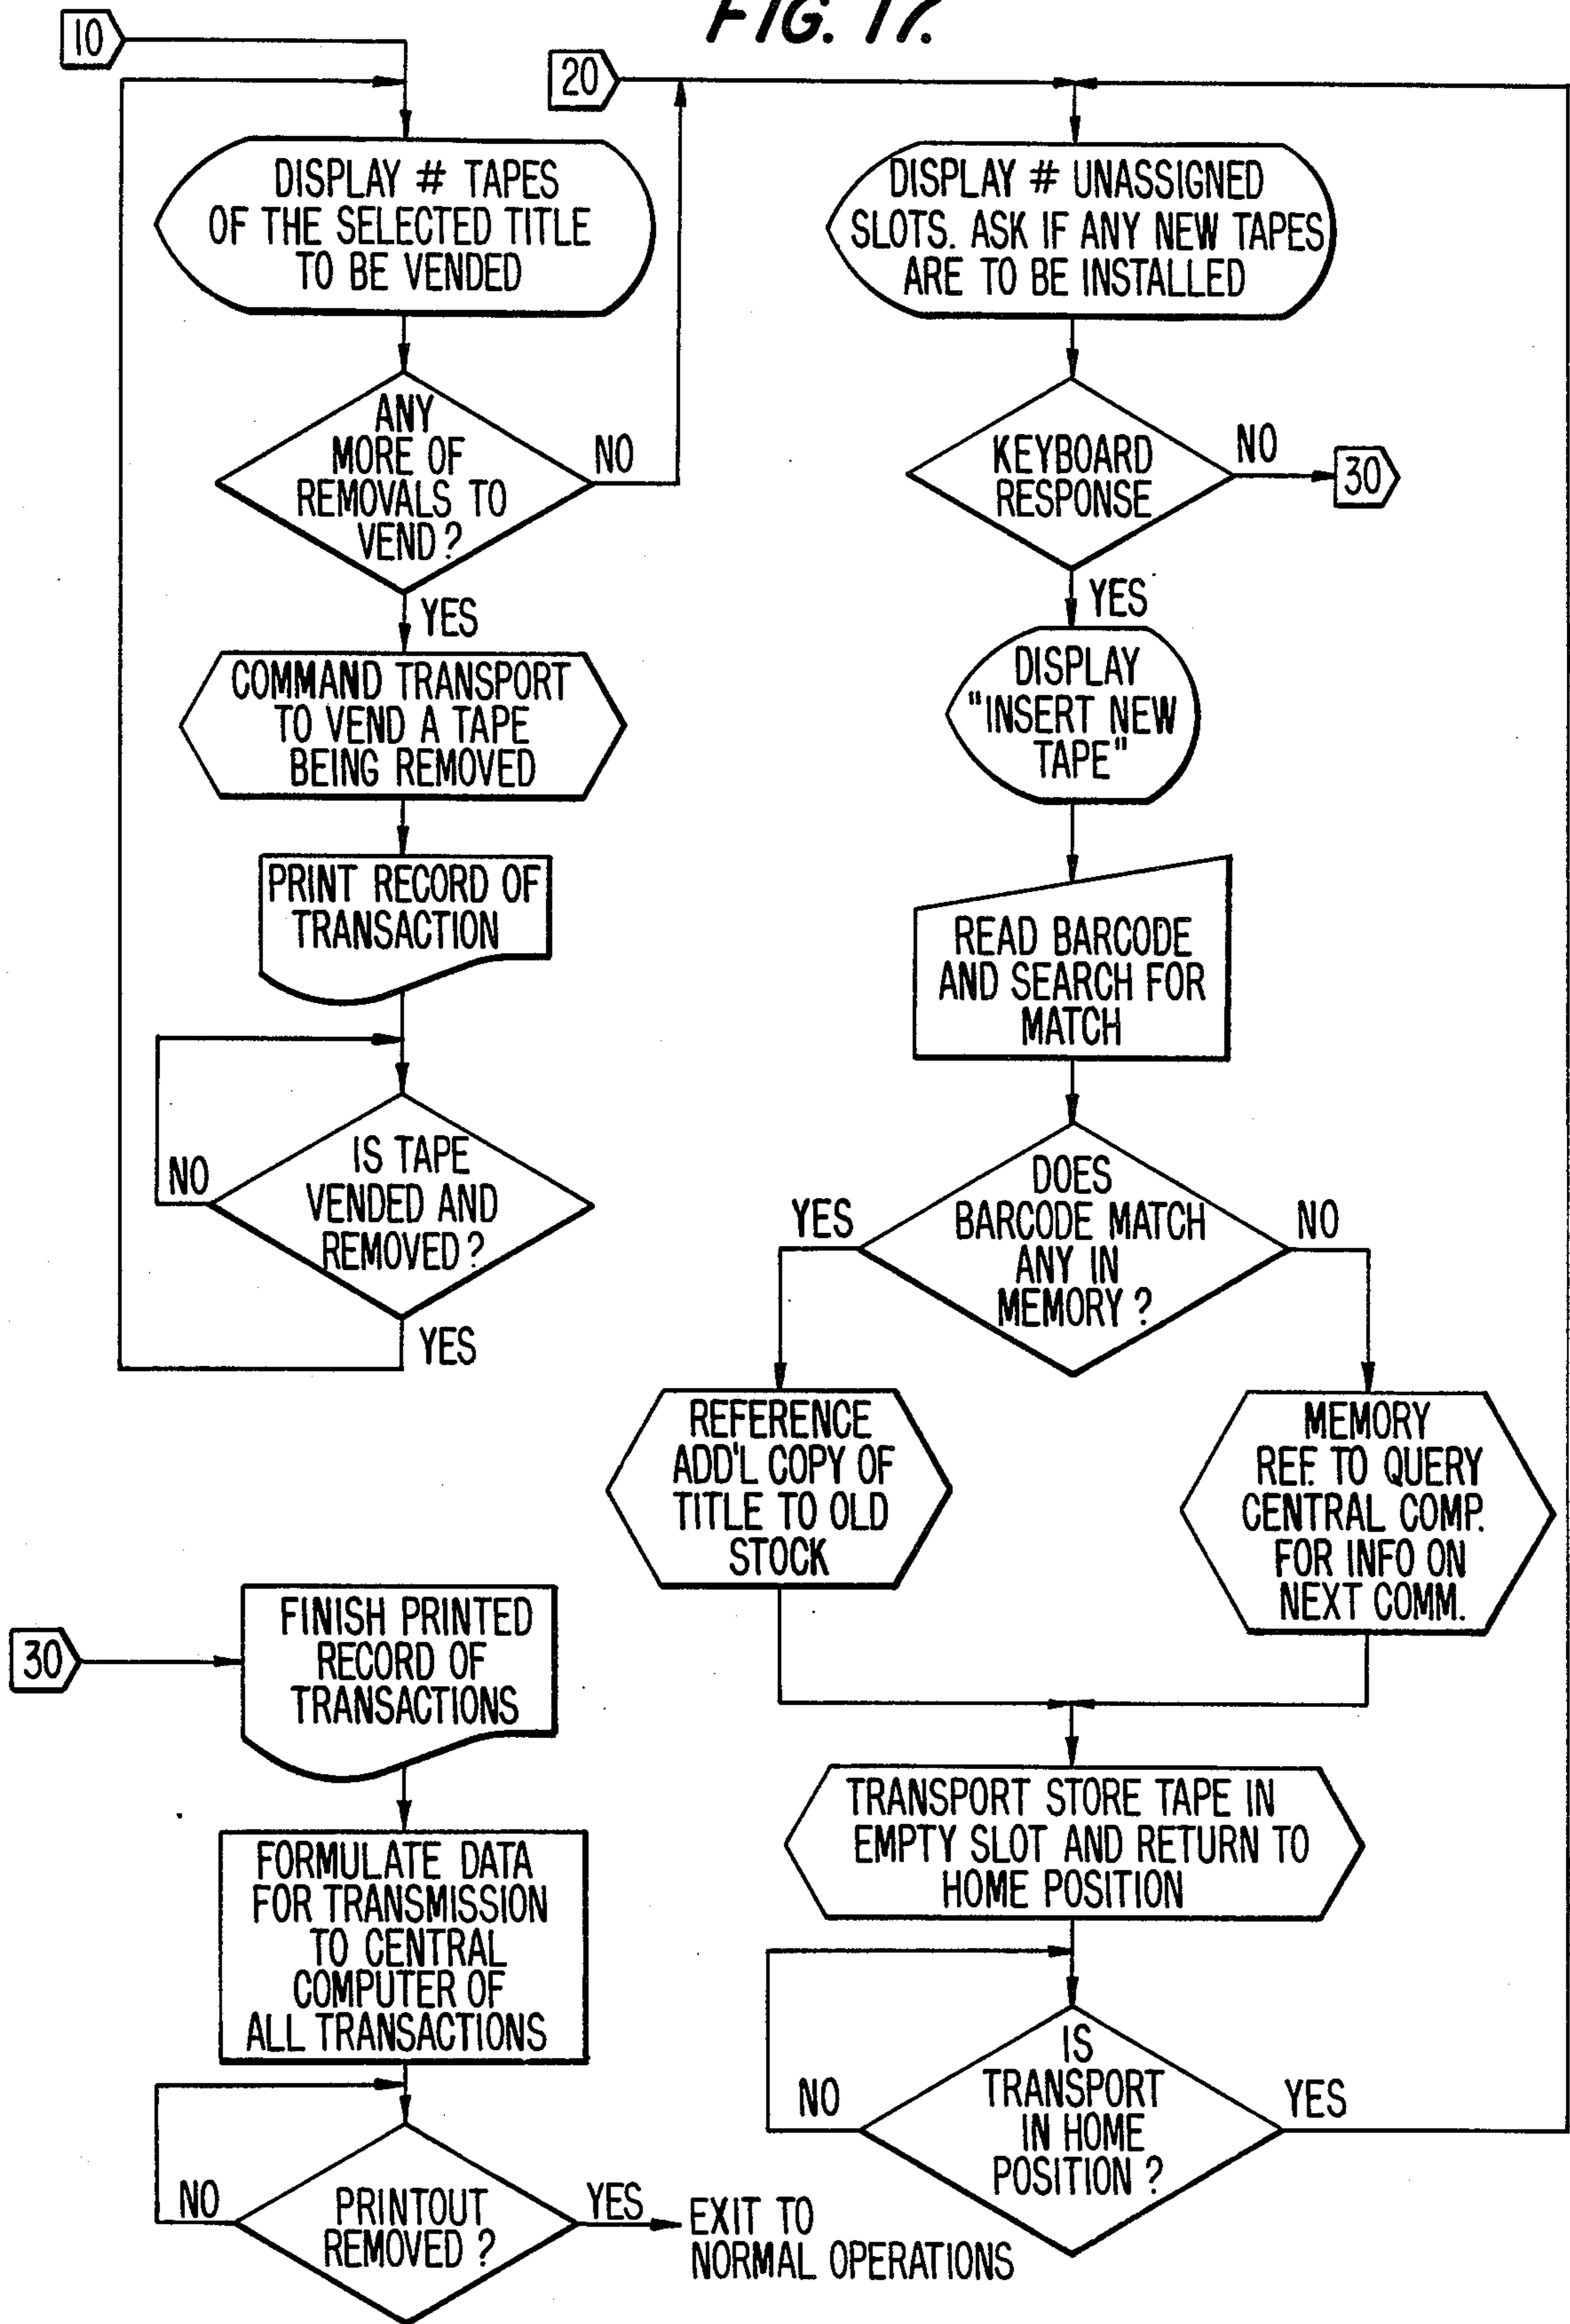 FIG. 17.
10
DISPLAY # TAPES
OF THE SELECTED TITLE
TO BE VENDED
ANY
MORE OF
REMOVALS TO
VEND?
NO
YES
COMMAND TRANSPORT
TO VEND A TAPE
BEING REMOVED
PRINT RECORD OF
TRANSACTION
IS TAPE
VENDED AND
REMOVED?
NO
YES
20
DISPLAY # UNASSIGNED
SLOTS. ASK IF ANY NEW TAPES
ARE TO BE INSTALLED
KEYBOARD
RESPONSE
NO
30
YES
DISPLAY
"INSERT NEW
TAPE"
READ BARCODE
AND SEARCH FOR
MATCH
DOES
BARCODE MATCH
ANY IN
MEMORY?
YES
NO
REFERENCE
ADD'L COPY OF
TITLE TO OLD
STOCK
MEMORY
REF. TO QUERY
CENTRAL COMP.
FOR INFO ON
NEXT COMM.
TRANSPORT STORE TAPE IN
EMPTY SLOT AND RETURN TO
HOME POSITION
IS
TRANSPORT
IN HOME
POSITION?
NO
YES
30
FINISH PRINTED
RECORD OF
TRANSACTIONS
FORMULATE DATA
FOR TRANSMISSION
TO CENTRAL
COMPUTER OF
ALL TRANSACTIONS
PRINTOUT
REMOVED?
NO
YES
EXIT TO
NORMAL OPERATIONS